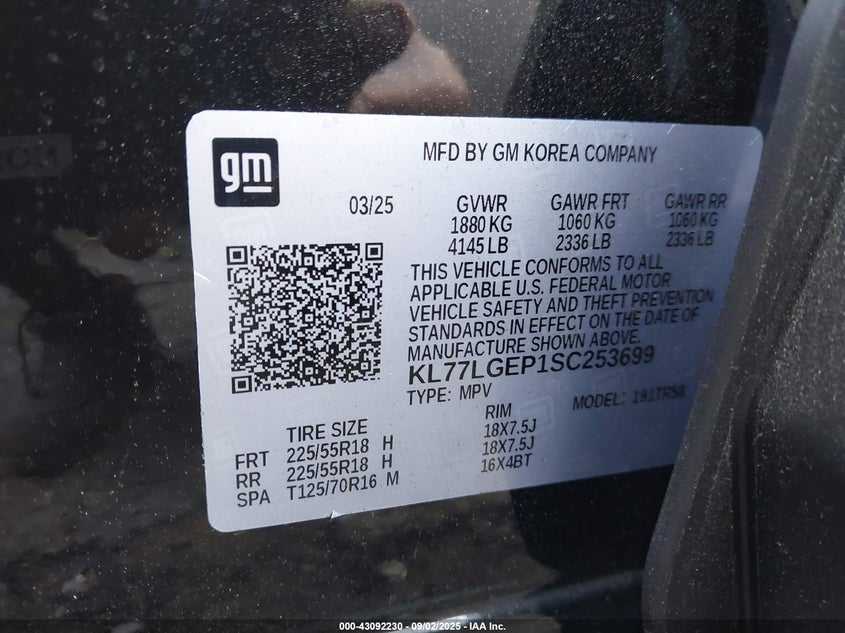 gm
MFD BY GM KOREA COMPANY
03/25
GVWR GAWR FRT GAWR RR
1880 KG 1060 KG 1060 KG
4145 LB 2336 LB 2336 LB
THIS VEHICLE CONFORMS TO ALL
APPLICABLE U.S. FEDERAL MOTOR
VEHICLE SAFETY AND THEFT PREVENTION
STANDARDS IN EFFECT ON THE DATE OF
MANUFACTURE SHOWN ABOVE.
KL77LGEP1SC253699
TYPE: MPV MODEL: 191TR58
TIRE SIZE RIM
FRT 225/55R18 H 18X7.5J
RR 225/55R18 H 18X7.5J
SPA T125/70R16 M 16X4BT
000-43092230 - 09/02/2025 - IAA Inc.